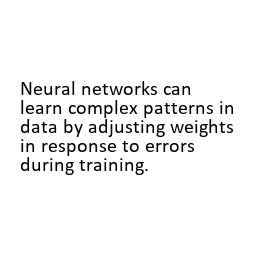 Neural networks can
learn complex patterns in
data by adjusting weights
in response to errors
during training.